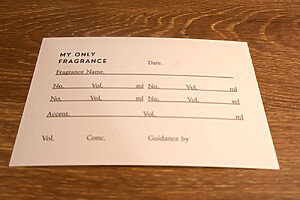 MY ONLY
FRAGRANCE Date.
Fragrance Name.
No. Vol. ml No. Vol. ml
No. Vol. ml No. Vol. ml
Accent. Vol. ml
Vol. Conc. Guidance by